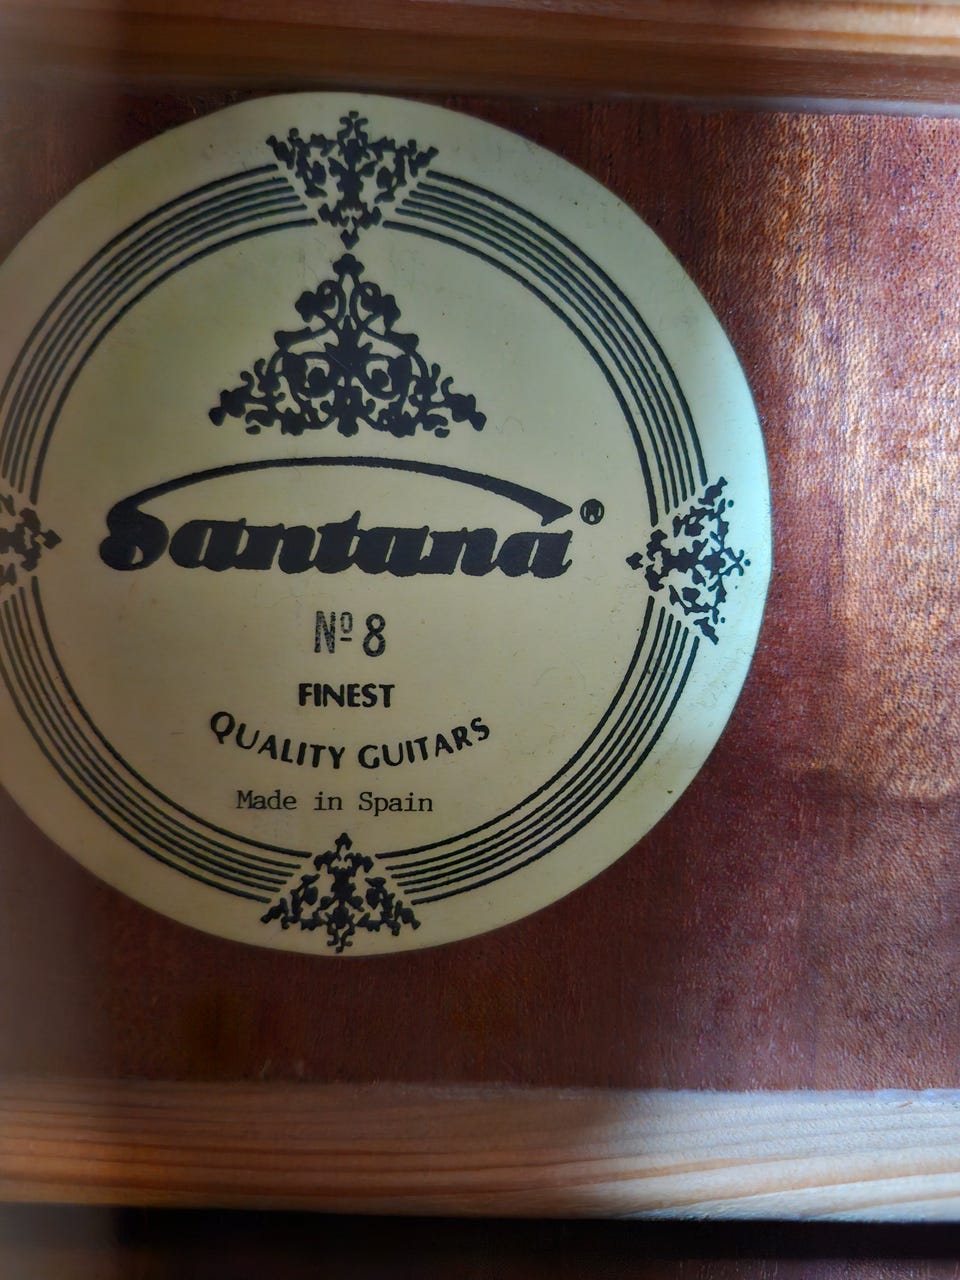 Santana®
Nº 8
FINEST
QUALITY GUITARS
Made in Spain